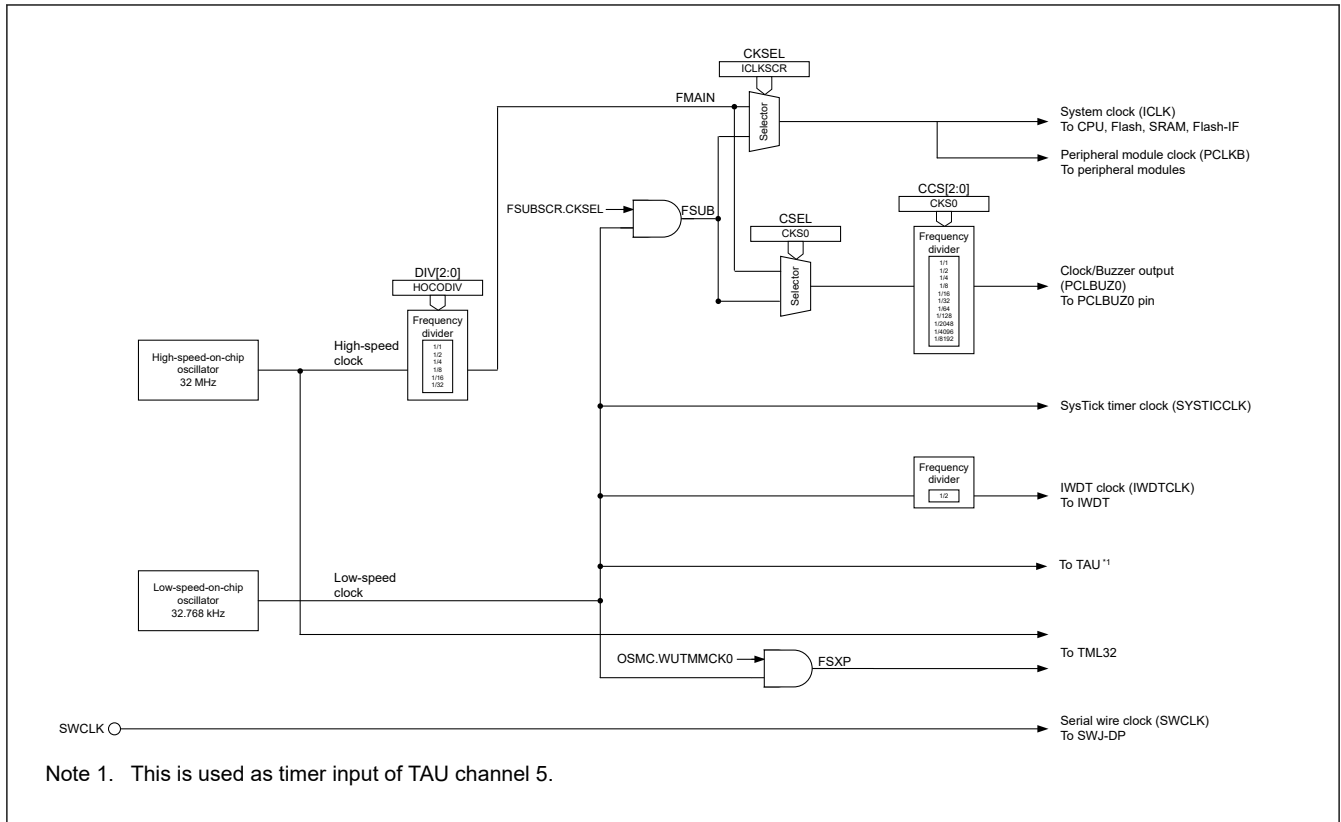 CKSEL
ICLKSCR
FMAIN
Selector
System clock (ICLK)
To CPU, Flash, SRAM, Flash-IF
Peripheral module clock (PCLKB)
To peripheral modules
FSUBSCR.CKSEL
FSUB
CSEL
CKS0
Selector
CCS[2:0]
CKS0
Frequency
divider
1/1
1/2
1/4
1/8
1/16
1/32
1/64
1/128
1/2048
1/4096
1/8192
Clock/Buzzer output
(PCLBUZ0)
To PCLBUZ0 pin
DIV[2:0]
HOCODIV
Frequency
divider
1/1
1/2
1/4
1/8
1/16
1/32
High-speed-on-chip
oscillator
32 MHz
High-speed
clock
SysTick timer clock (SYSTICCLK)
Frequency
divider
1/2
IWDT clock (IWDTCLK)
To IWDT
To TAU *1
Low-speed-on-chip
oscillator
32.768 kHz
Low-speed
clock
OSMC.WUTMMCK0
FSXP
To TML32
SWCLK
Serial wire clock (SWCLK)
To SWJ-DP
Note 1. This is used as timer input of TAU channel 5.